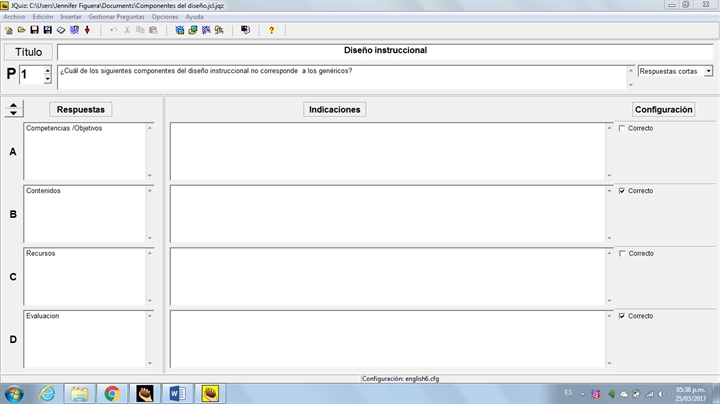 JQuiz: C:\Users\Jennifer Figuera\Documents\Componentes del diseño.jcl.jqz
Archivo Edición Insertar Gestionar Preguntas Opciones Ayuda
Título
Diseño instruccional
P 1
¿Cuál de los siguientes componentes del diseño instruccional no corresponde a los genéricos?
Respuestas cortas
Respuestas
Indicaciones
Configuración
A
Competencias /Objetivos
Correcto
B
Contenidos
Correcto
C
Recursos
Correcto
D
Evaluacion
Correcto
Configuración: english6.cfg
ES
05:38 p.m.
25/03/2017